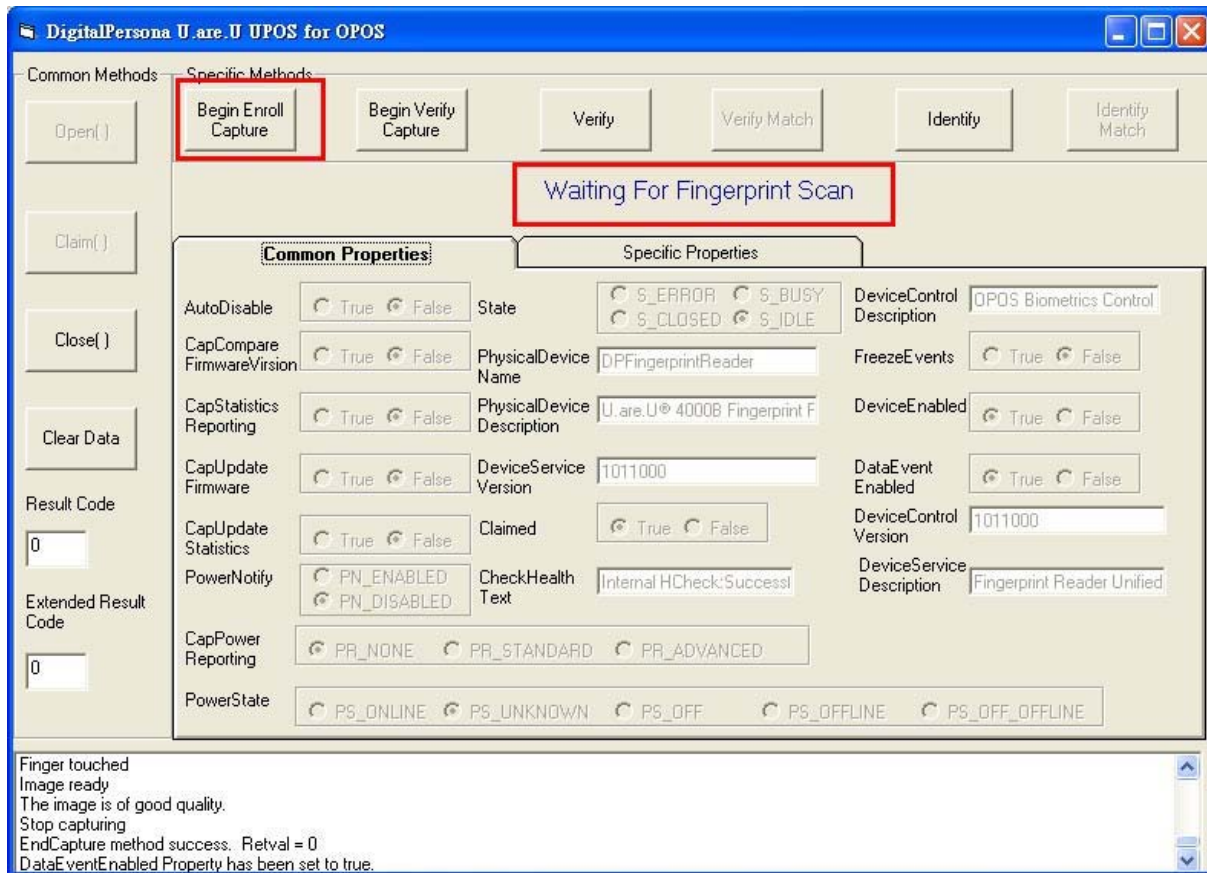 DigitalPersona U.are.U UPOS for OPOS
Common Methods
Specific Methods
Open( )
Begin Enroll
Capture
Begin Verify
Capture
Verify
Verify Match
Identify
Identify
Match
Waiting For Fingerprint Scan
Claim( )
Close( )
Clear Data
Result Code
0
Extended Result
Code
0
Common Properties
Specific Properties
AutoDisable
True False
State
S_ERROR S_BUSY
S_CLOSED S_IDLE
DeviceControl
Description
OPOS Biometrics Control
CapCompare
FirmwareVirsion
True False
PhysicalDevice
Name
DPFingerprintReader
FreezeEvents
True False
CapStatistics
Reporting
True False
PhysicalDevice
Description
U.are.U® 4000B Fingerprint F
DeviceEnabled
True False
CapUpdate
Firmware
True False
DeviceService
Version
1011000
DataEvent
Enabled
True False
CapUpdate
Statistics
True False
Claimed
True False
DeviceControl
Version
1011000
PowerNotify
PN_ENABLED
PN_DISABLED
CheckHealth
Text
Internal HCheck:Successf
DeviceService
Description
Fingerprint Reader Unified
CapPower
Reporting
PR_NONE PR_STANDARD PR_ADVANCED
PowerState
PS_ONLINE PS_UNKNOWN PS_OFF PS_OFFLINE PS_OFF_OFFLINE
Finger touched
Image ready
The image is of good quality.
Stop capturing
EndCapture method success. Retval = 0
DataEventEnabled Property has been set to true.